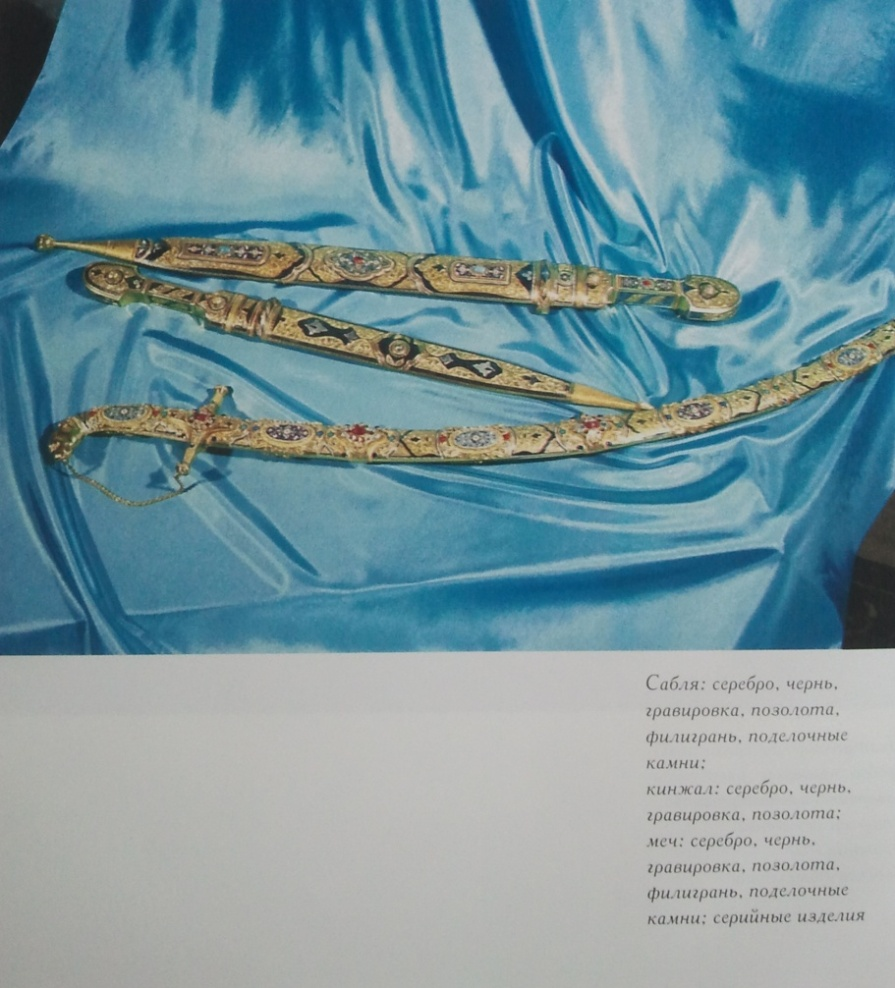 Сабля: серебро, чернь,
гравировка, позолота,
филигрань, поделочные
камни;
кинжал: серебро, чернь,
гравировка, позолота;
меч: серебро, чернь,
гравировка, позолота,
филигрань, поделочные
камни; серийные изделия